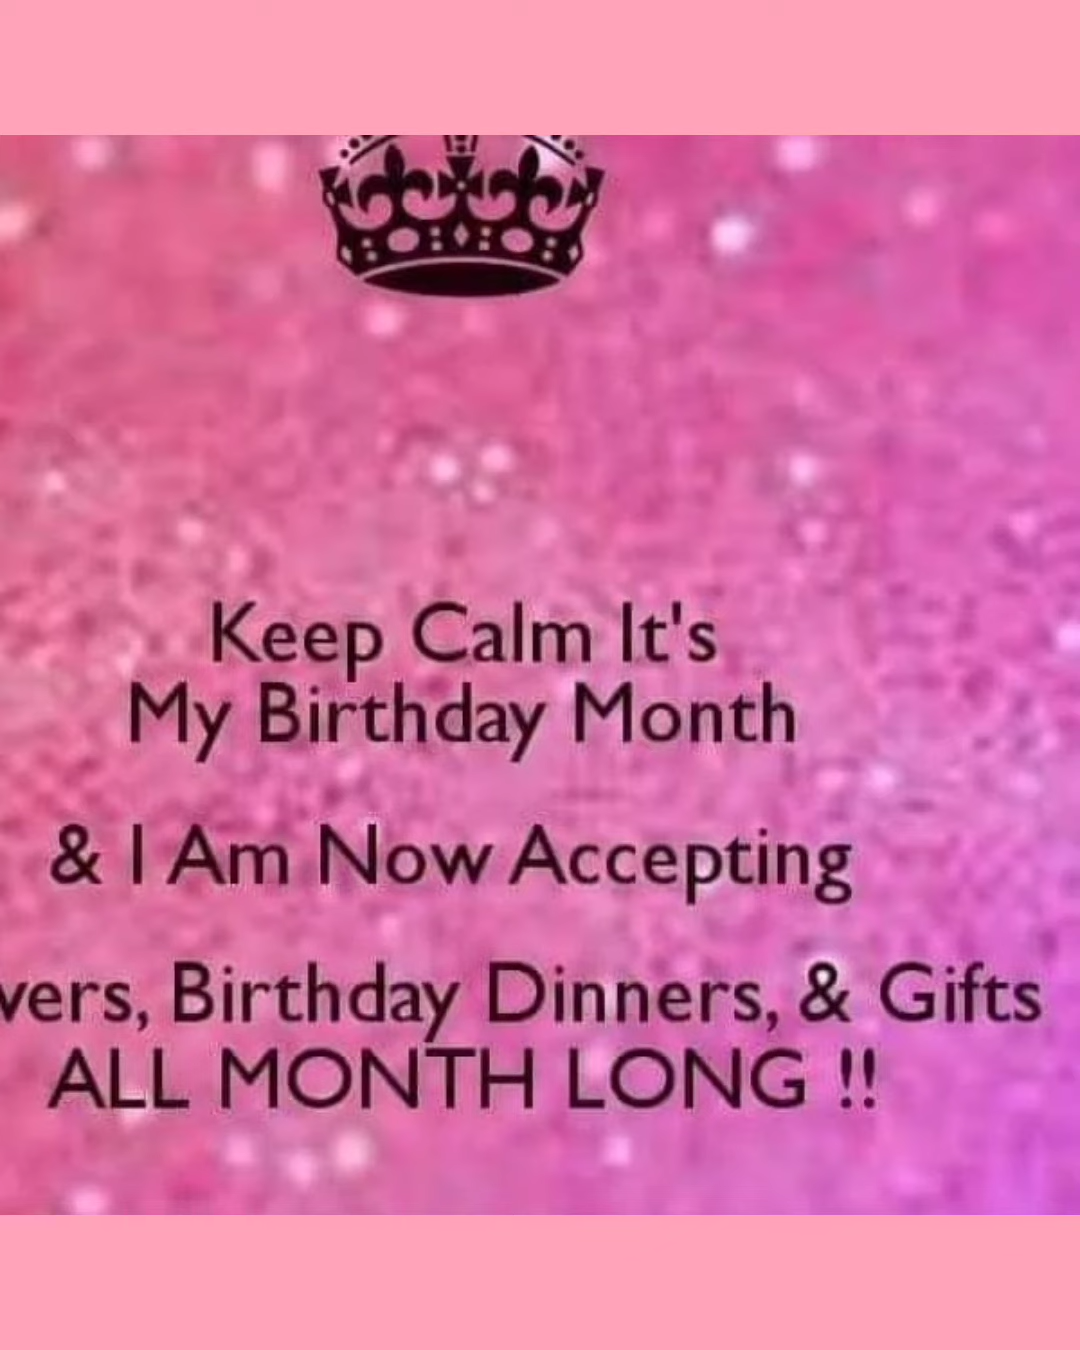 Keep Calm It's
My Birthday Month
& I Am Now Accepting
Birthday Dinners, & Gifts
ALL MONTH LONG !!